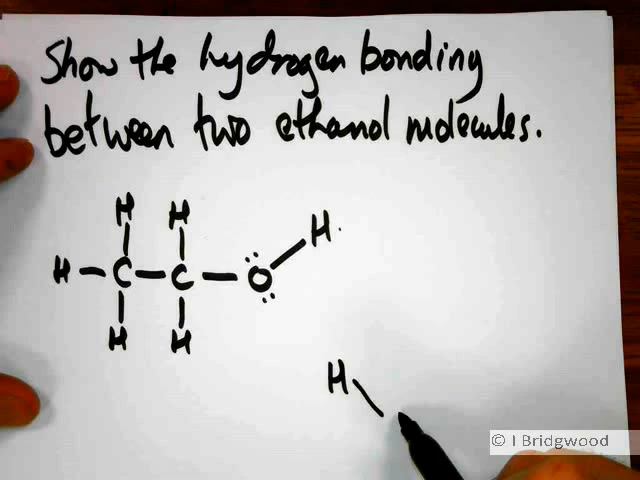 Show the hydrogen bonding
between two ethanol molecules.
H H
H C C O H.
H H
H
© I Bridgwood